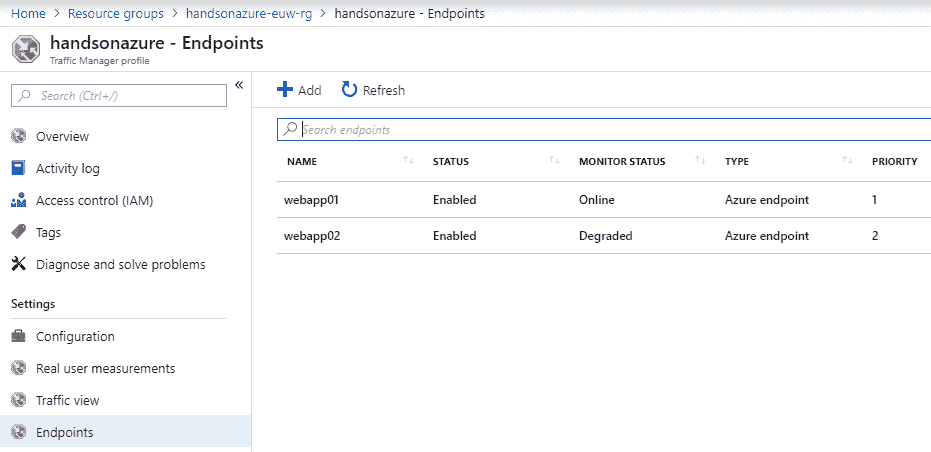 Home > Resource groups > handsonazure-euw-rg > handsonazure - Endpoints
handsonazure - Endpoints
Traffic Manager profile
«
Search (Ctrl+/)
Overview
Activity log
Access control (IAM)
Tags
Diagnose and solve problems
Settings
Configuration
Real user measurements
Traffic view
Endpoints
Add Refresh
Search endpoints
NAME STATUS MONITOR STATUS TYPE PRIORITY
webapp01 Enabled Online Azure endpoint 1
webapp02 Enabled Degraded Azure endpoint 2